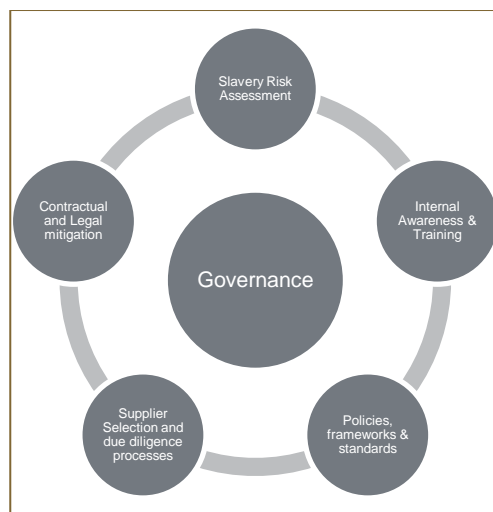 Slavery Risk
Assessment
Internal
Awareness &
Training
Policies,
frameworks &
standards
Supplier
Selection and
due diligence
processes
Contractual
and Legal
mitigation
Governance